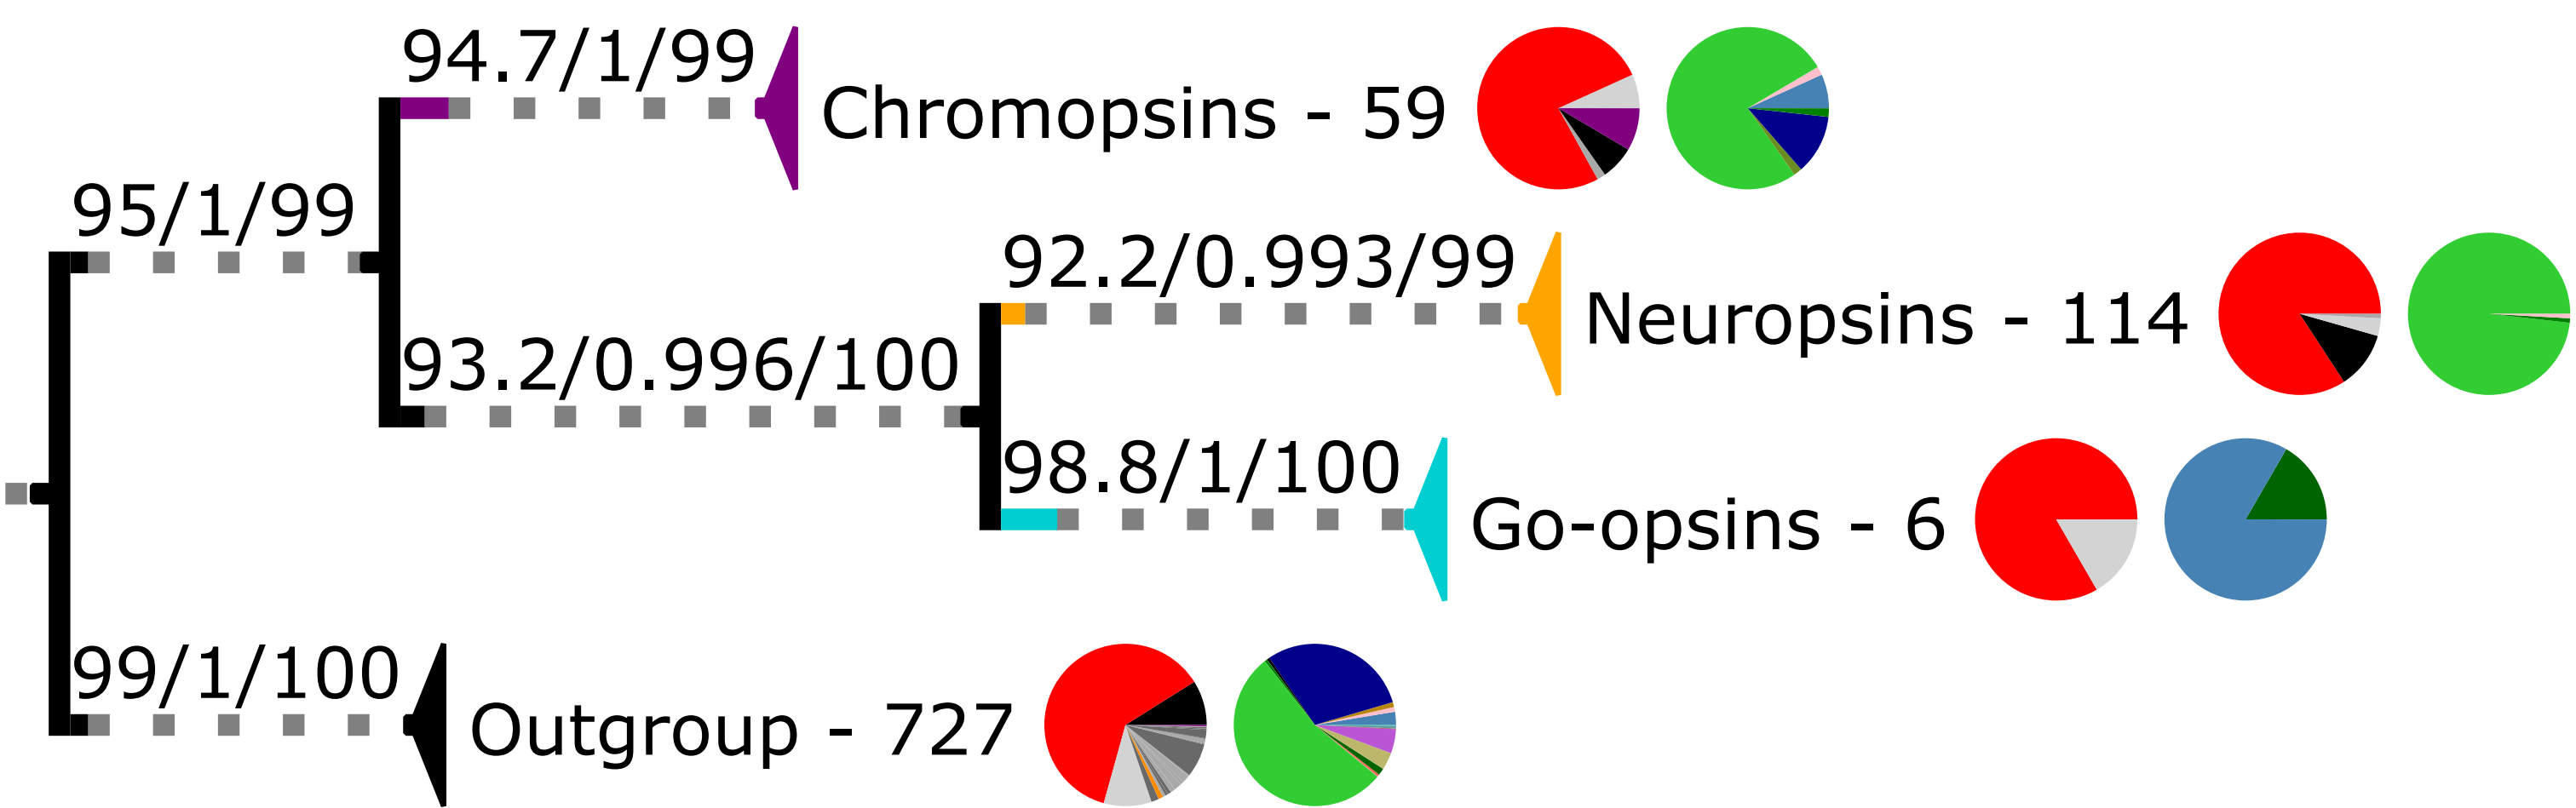 94.7/1/99
Chromopsins - 59
95/1/99
92.2/0.993/99
Neuropsins - 114
93.2/0.996/100
98.8/1/100
Go-opsins - 6
99/1/100
Outgroup - 727